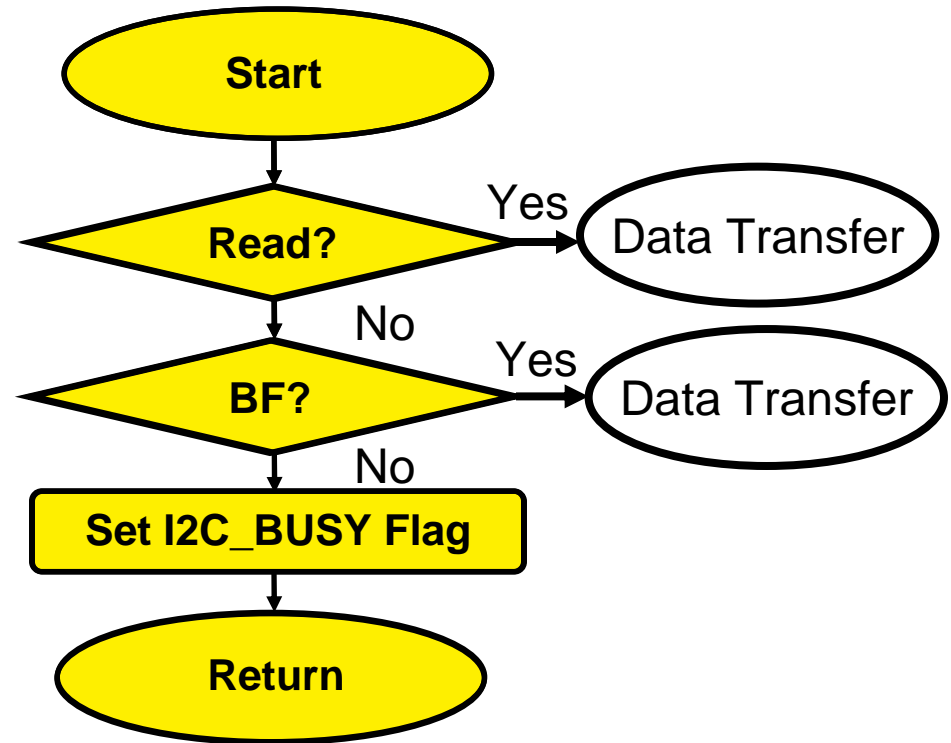 Start
Read?
Yes
Data Transfer
No
BF?
Yes
Data Transfer
No
Set I2C_BUSY Flag
Return